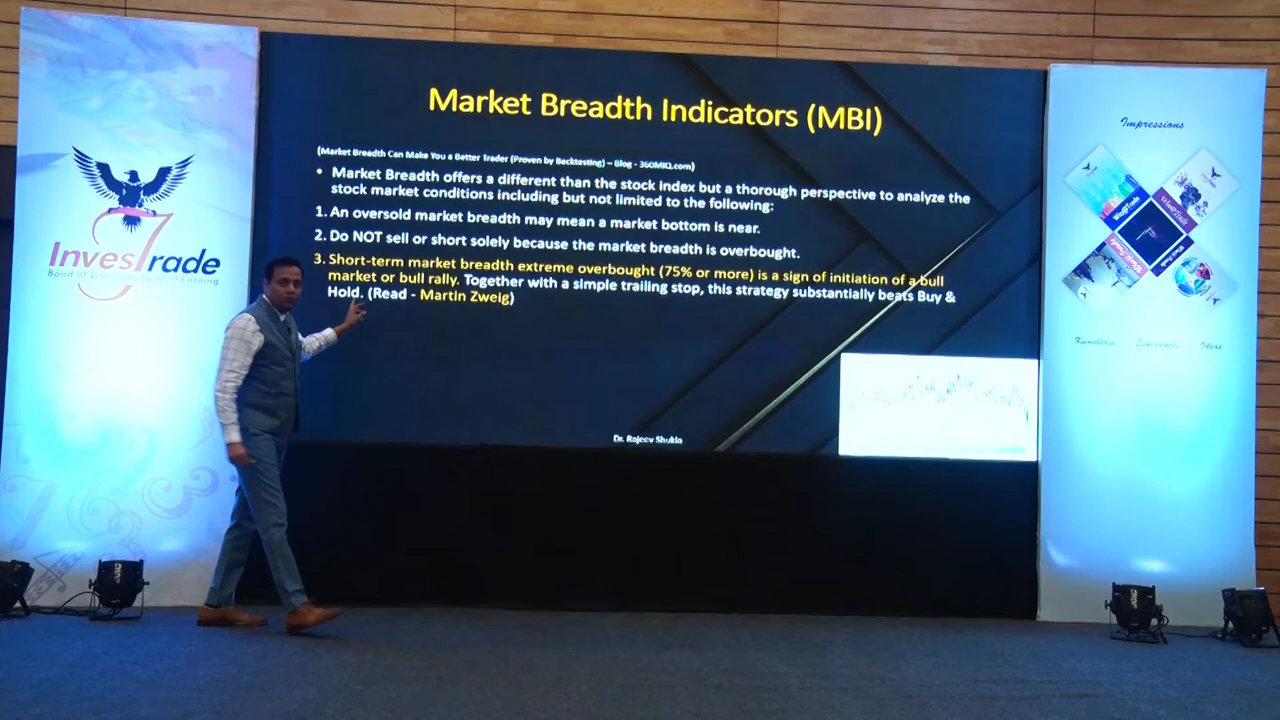 Market Breadth Indicators (MBI)
(Market Breadth Can Make You a Better Trader (Proven by Backtesting) – Blog - 360MiQ.com)
• Market Breadth offers a different than the stock index but a thorough perspective to analyze the
stock market conditions including but not limited to the following:
1. An oversold market breadth may mean a market bottom is near.
2. Do NOT sell or short solely because the market breadth is overbought.
3. Short-term market breadth extreme overbought (75% or more) is a sign of initiation of a bull
market or bull rally. Together with a simple trailing stop, this strategy substantially beats Buy &
Hold. (Read - Martin Zweig)
Dr. Rajeev Shukla
InvesTrade
Impressions
Knowledge Experiences Ideas